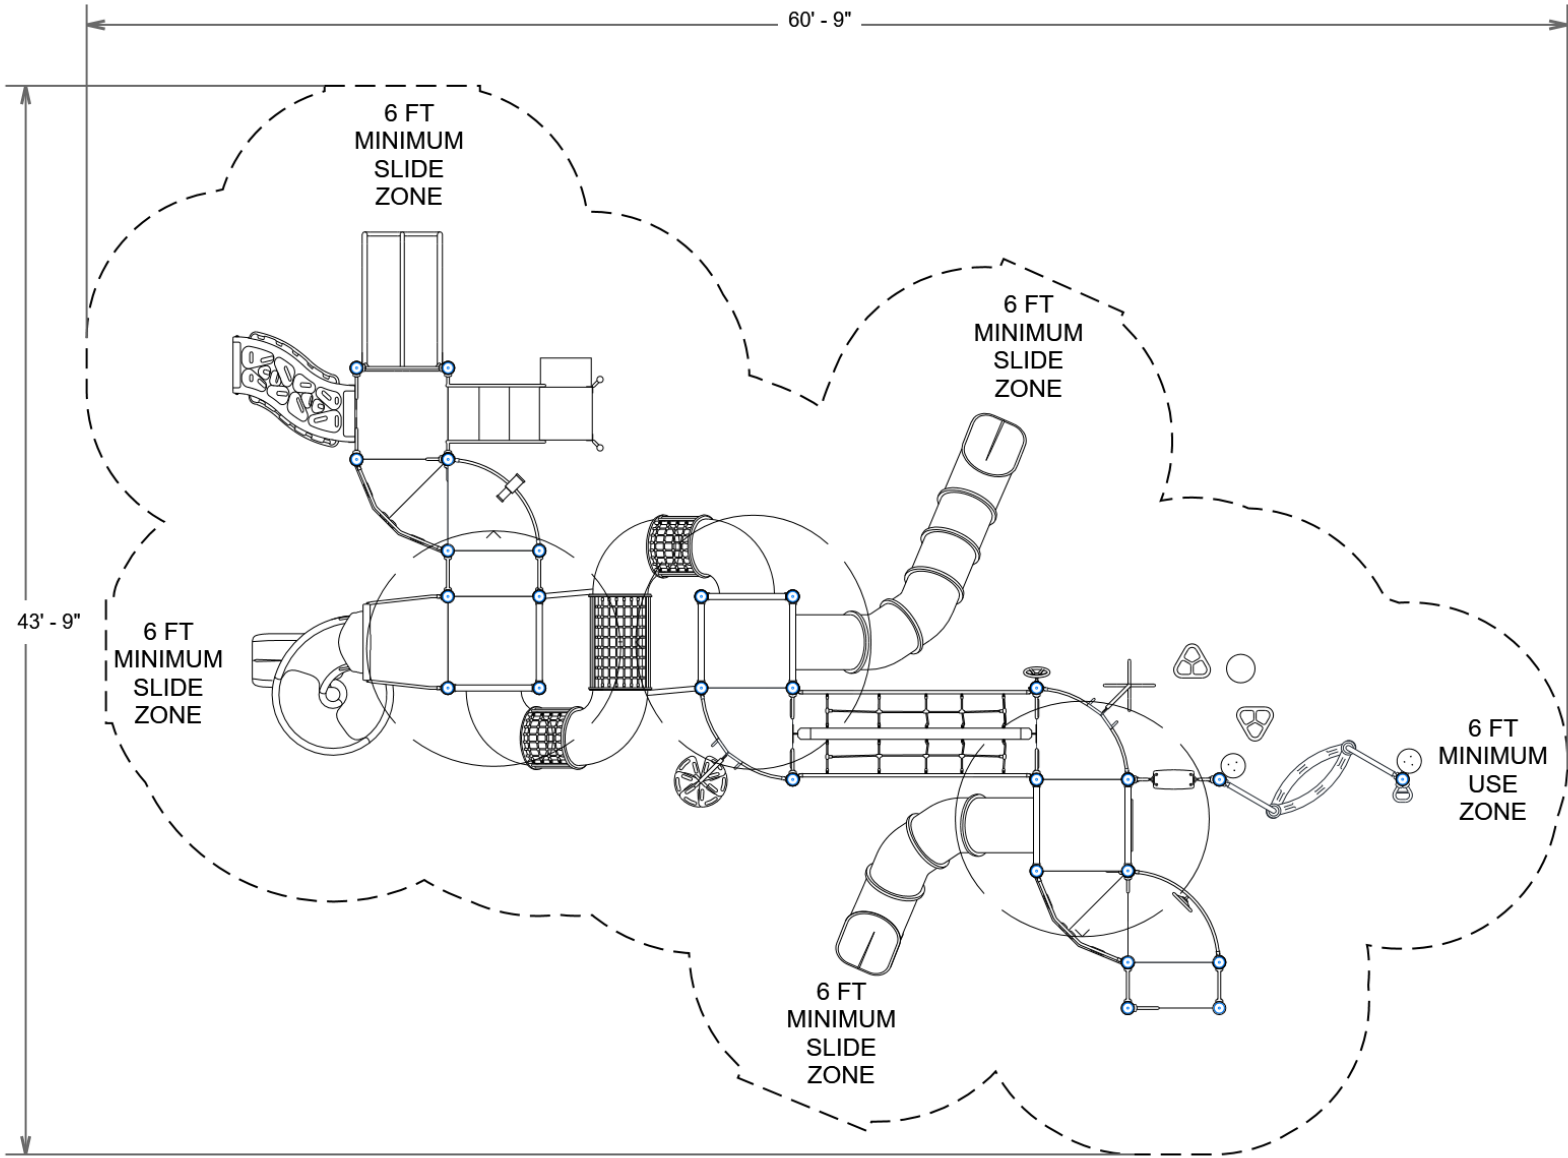 60' - 9"
6 FT
MINIMUM
SLIDE
ZONE
6 FT
MINIMUM
SLIDE
ZONE
43' - 9"
6 FT
MINIMUM
SLIDE
ZONE
6 FT
MINIMUM
USE
ZONE
6 FT
MINIMUM
SLIDE
ZONE